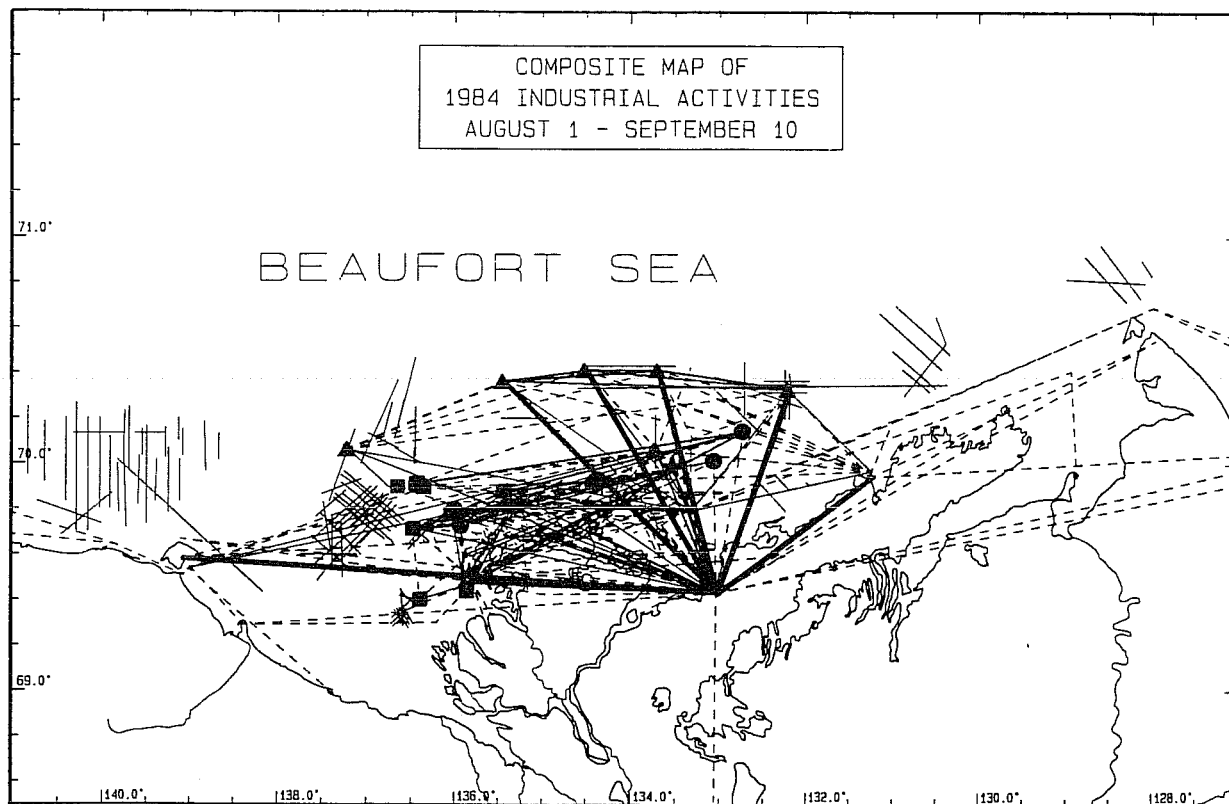 COMPOSITE MAP OF
1984 INDUSTRIAL ACTIVITIES
AUGUST 1 - SEPTEMBER 10
71.0°
BEAUFORT SEA
70.0°
69.0°
140.0° 138.0° 136.0° 134.0° 132.0° 130.0° 128.0°